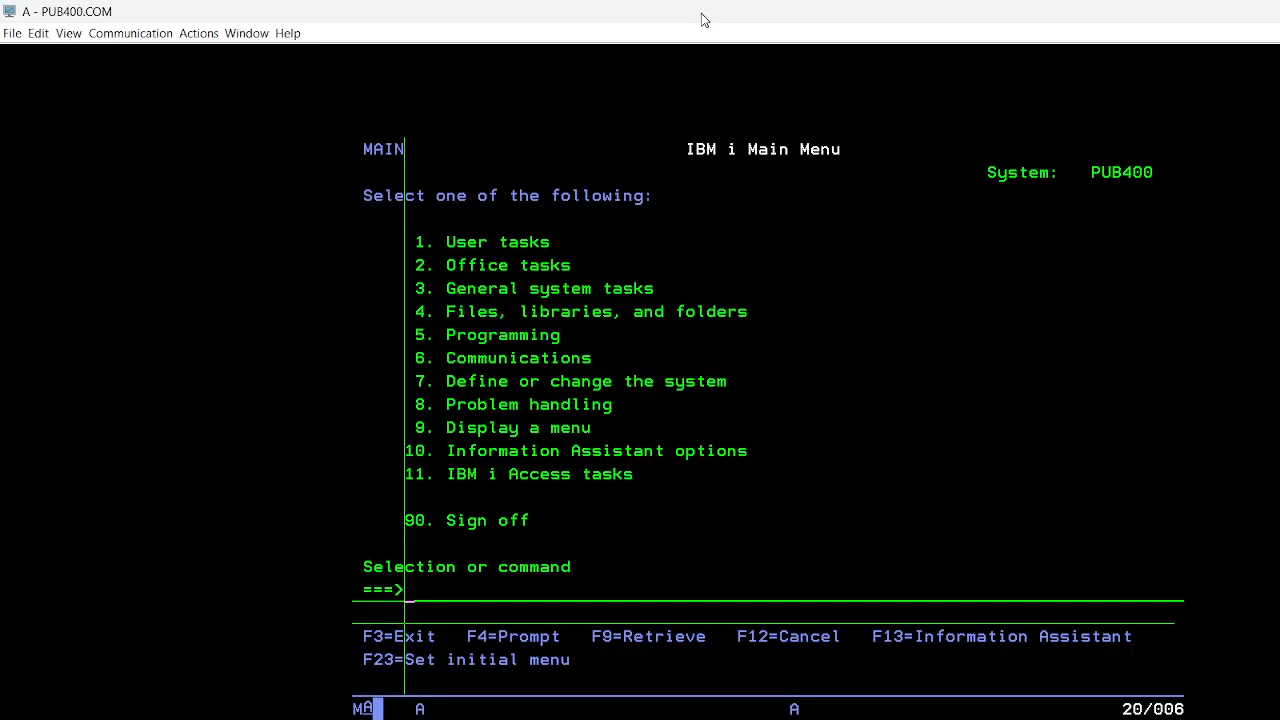 A - PUB400.COM
File Edit View Communication Actions Window Help
MAIN IBM i Main Menu
System: PUB400
Select one of the following:
1. User tasks
2. Office tasks
3. General system tasks
4. Files, libraries, and folders
5. Programming
6. Communications
7. Define or change the system
8. Problem handling
9. Display a menu
10. Information Assistant options
11. IBM i Access tasks
90. Sign off
Selection or command
===>
F3=Exit F4=Prompt F9=Retrieve F12=Cancel F13=Information Assistant
F23=Set initial menu
MA A A 20/006